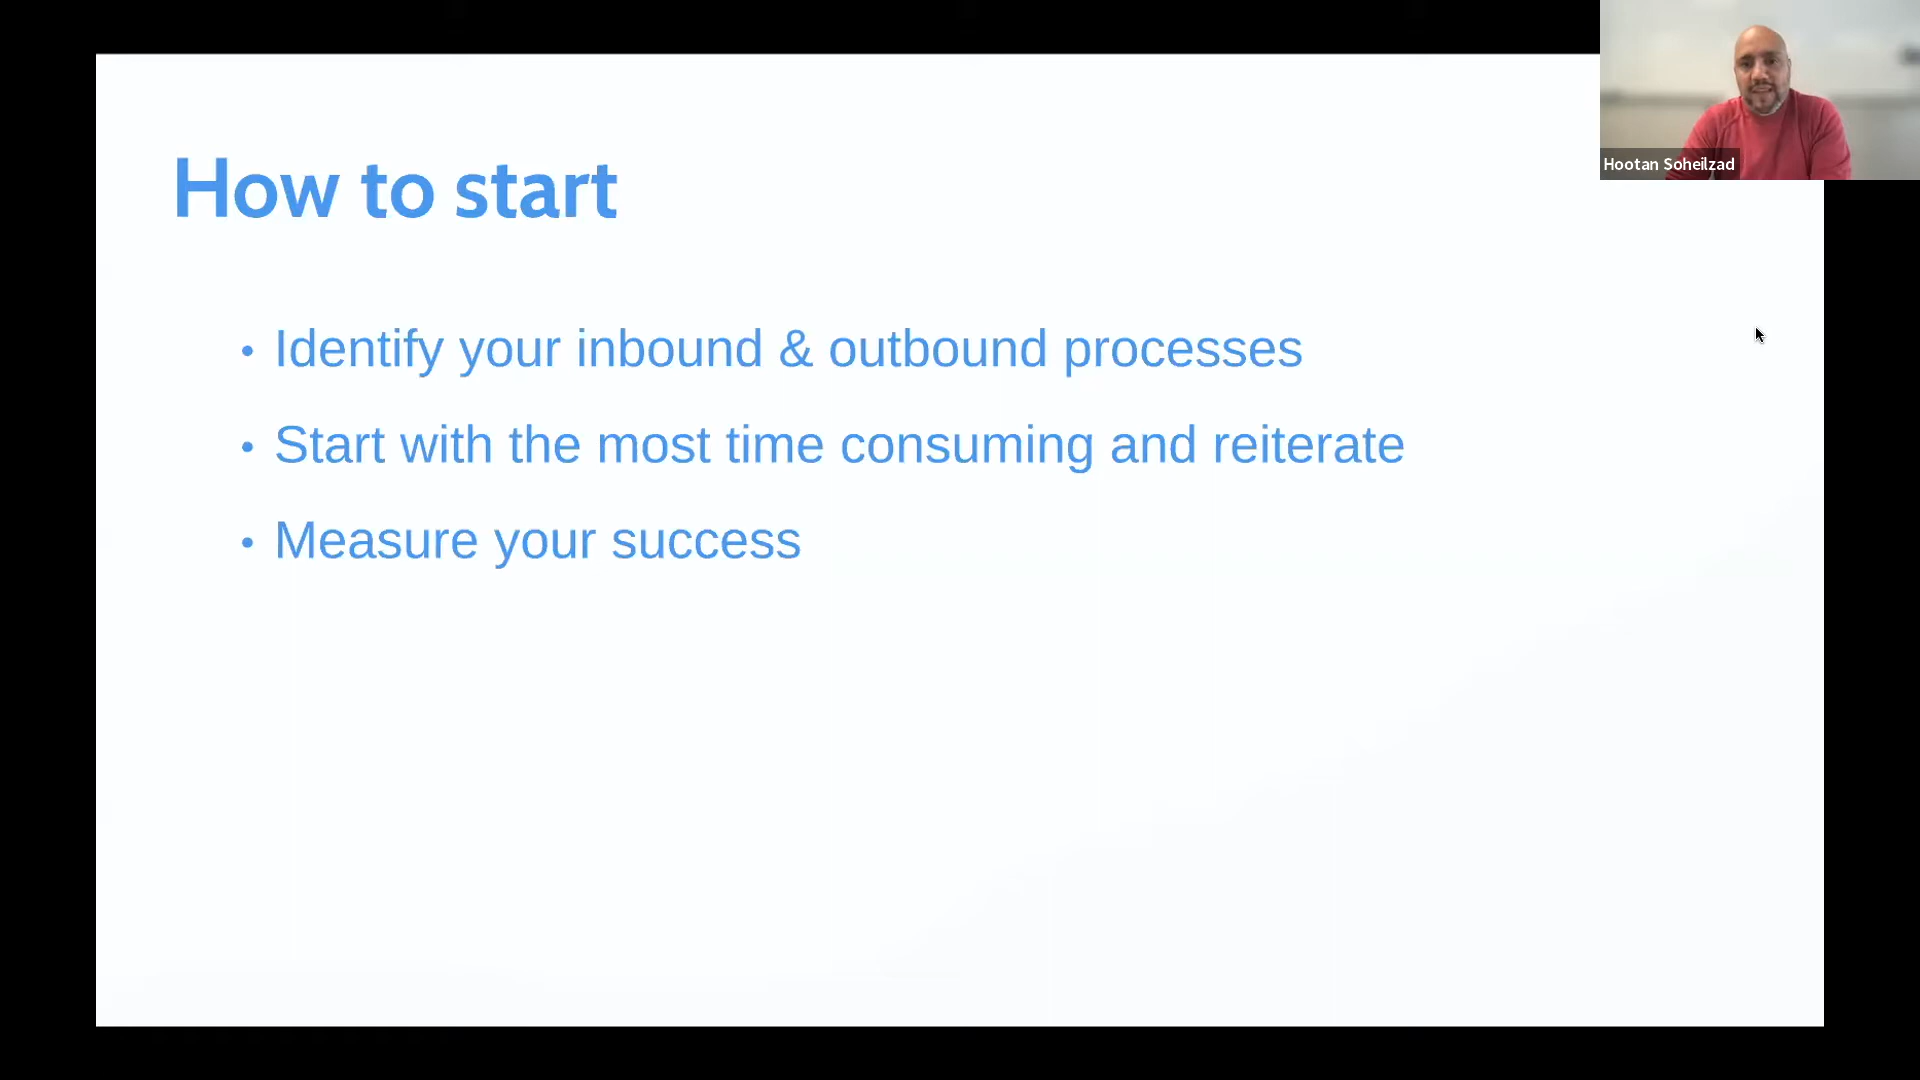 How to start
• Identify your inbound & outbound processes
• Start with the most time consuming and reiterate
• Measure your success
Hootan Soheilzad